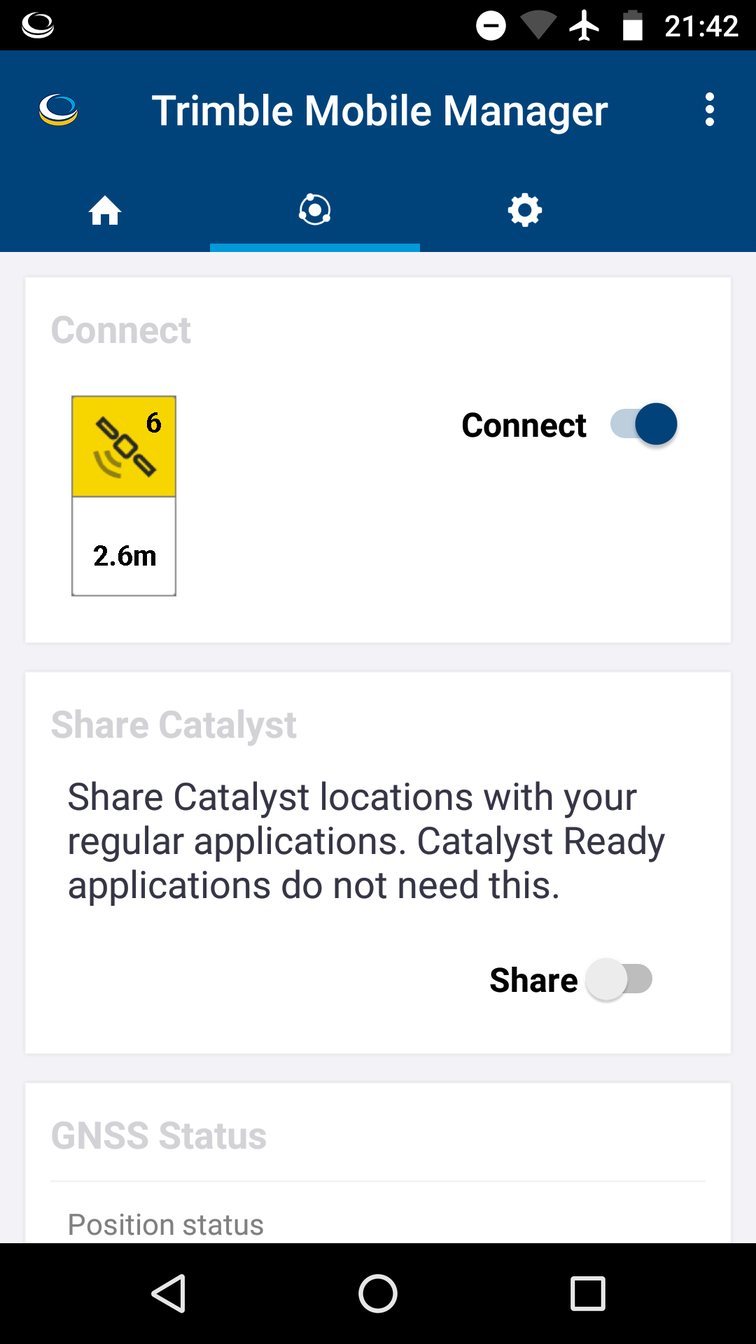 21:42
Trimble Mobile Manager
Connect
6
Connect
2.6m
Share Catalyst
Share Catalyst locations with your
regular applications. Catalyst Ready
applications do not need this.
Share
GNSS Status
Position status